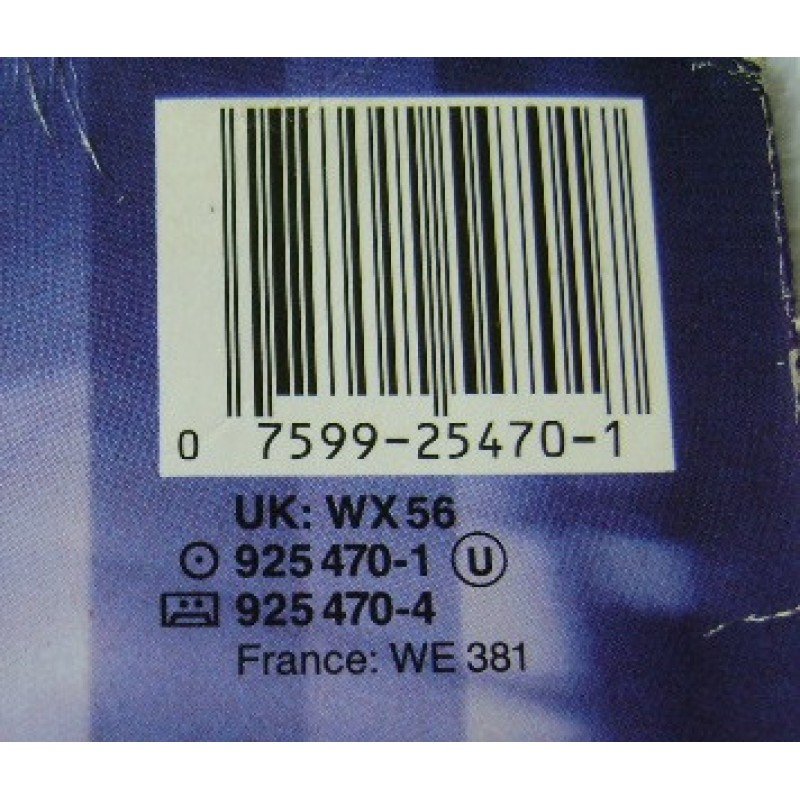 0 7599-25470-1
UK: WX 56
925 470-1 U
925 470-4
France: WE 381